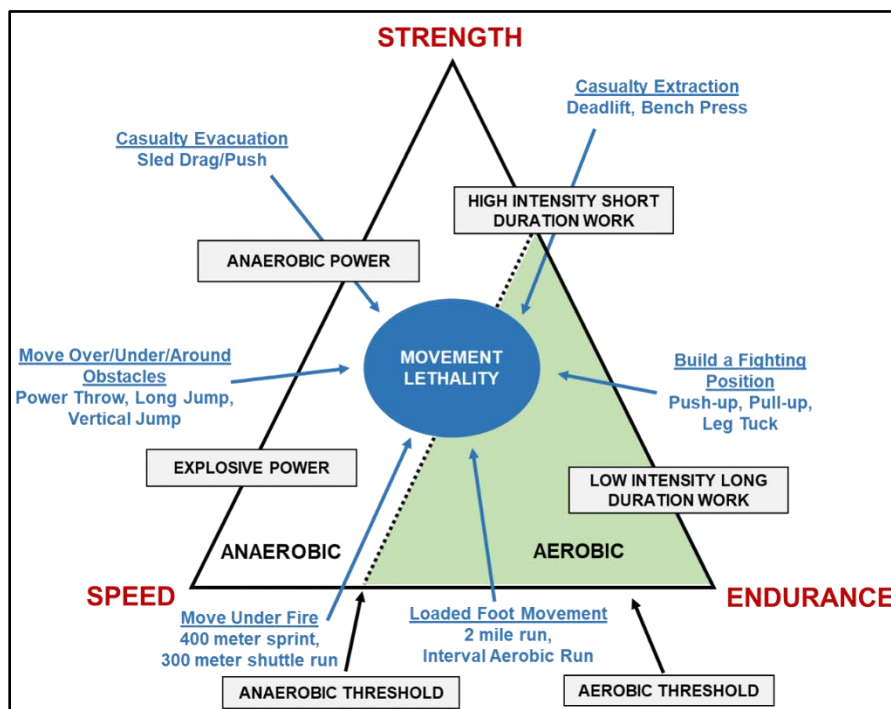 STRENGTH
Casualty Extraction
Deadlift, Bench Press
Casualty Evacuation
Sled Drag/Push
HIGH INTENSITY SHORT
DURATION WORK
ANAEROBIC POWER
MOVEMENT
LETHALITY
Move Over/Under/Around
Obstacles
Power Throw, Long Jump,
Vertical Jump
Build a Fighting
Position
Push-up, Pull-up,
Leg Tuck
EXPLOSIVE POWER
LOW INTENSITY LONG
DURATION WORK
ANAEROBIC
AEROBIC
SPEED
ENDURANCE
Move Under Fire
400 meter sprint,
300 meter shuttle run
Loaded Foot Movement
2 mile run,
Interval Aerobic Run
ANAEROBIC THRESHOLD
AEROBIC THRESHOLD